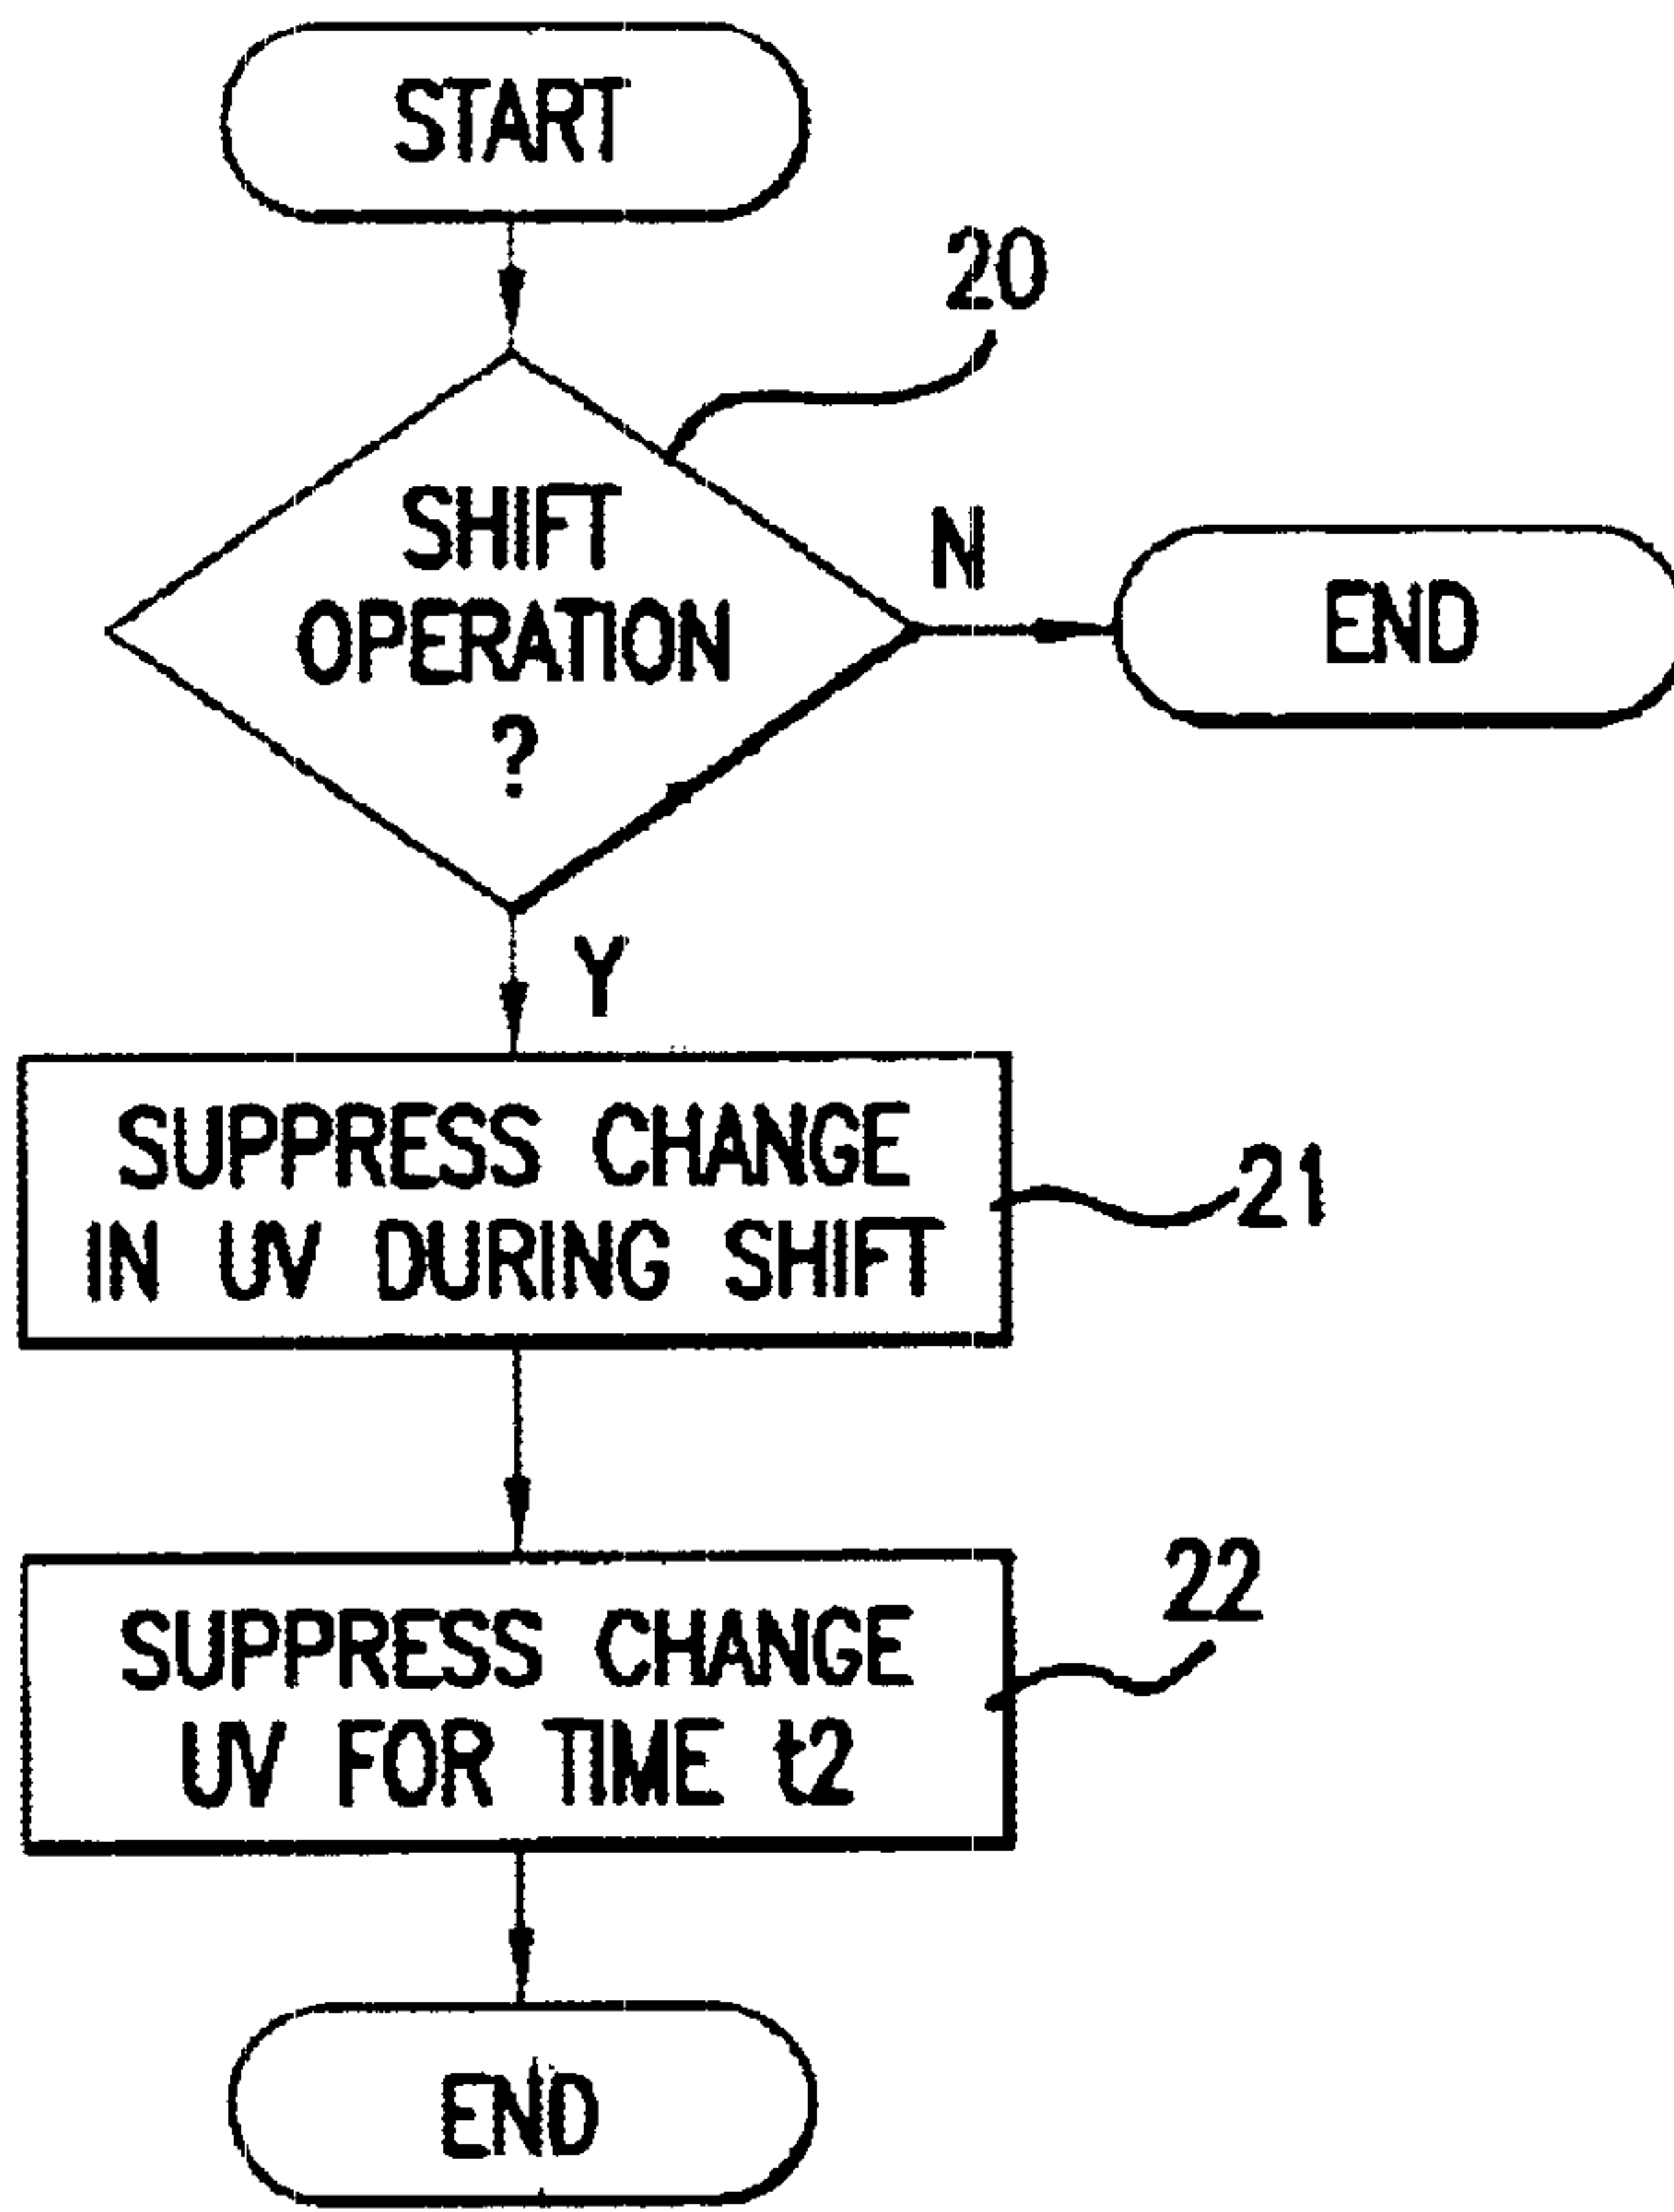 START
20
SHIFT
OPERATION
?
N
END
Y
SUPPRESS CHANGE
IN UV DURING SHIFT
21
22
SUPPRESS CHANGE
UV FOR TIME t2
END